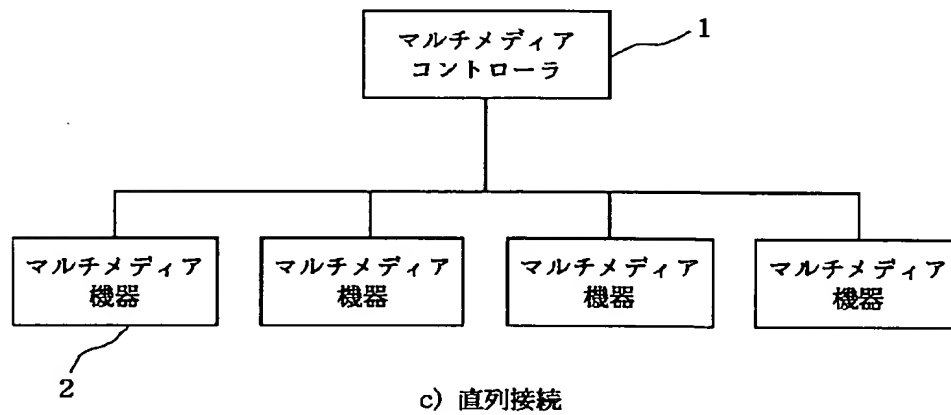 マルチメディア
コントローラ
1
マルチメディア
機器
マルチメディア
機器
マルチメディア
機器
マルチメディア
機器
2
c) 直列接続